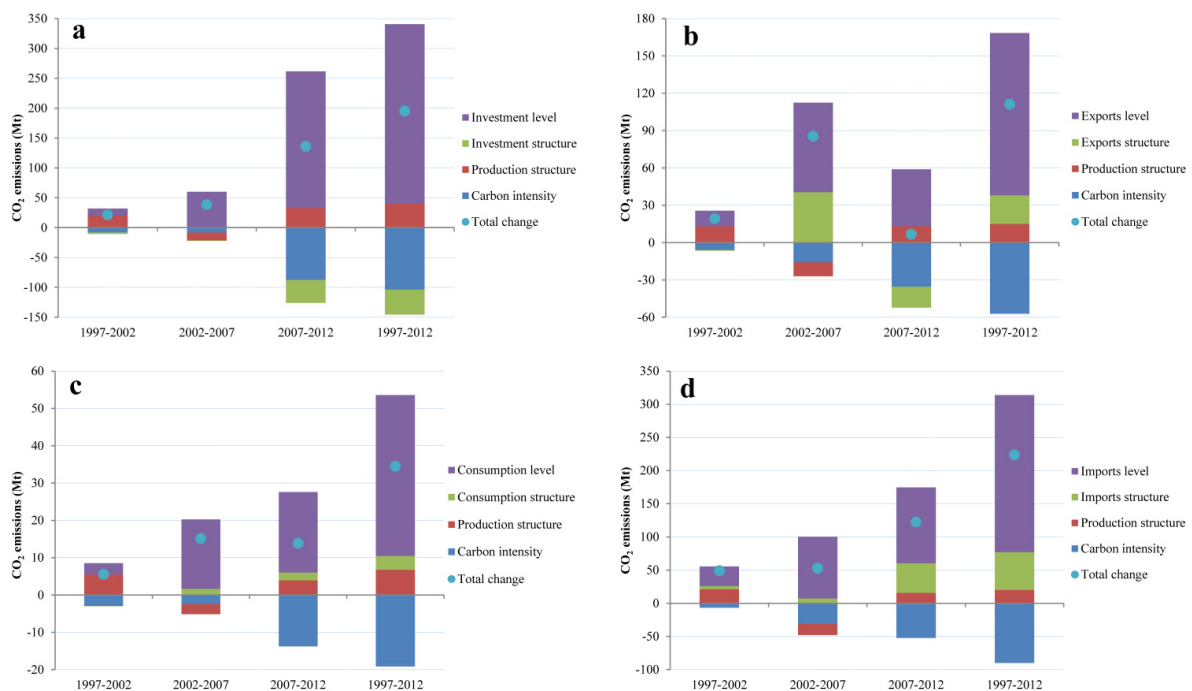 a
CO2 emissions (Mt)
350
300
250
200
150
100
50
0
-50
-100
-150
1997-2002
2002-2007
2007-2012
1997-2012
Investment level
Investment structure
Production structure
Carbon intensity
Total change
b
CO2 emissions (Mt)
180
150
120
90
60
30
0
-30
-60
1997-2002
2002-2007
2007-2012
1997-2012
Exports level
Exports structure
Production structure
Carbon intensity
Total change
c
CO2 emissions (Mt)
60
50
40
30
20
10
0
-10
-20
1997-2002
2002-2007
2007-2012
1997-2012
Consumption level
Consumption structure
Production structure
Carbon intensity
Total change
d
CO2 emissions (Mt)
350
300
250
200
150
100
50
0
-50
-100
1997-2002
2002-2007
2007-2012
1997-2012
Imports level
Imports structure
Production structure
Carbon intensity
Total change